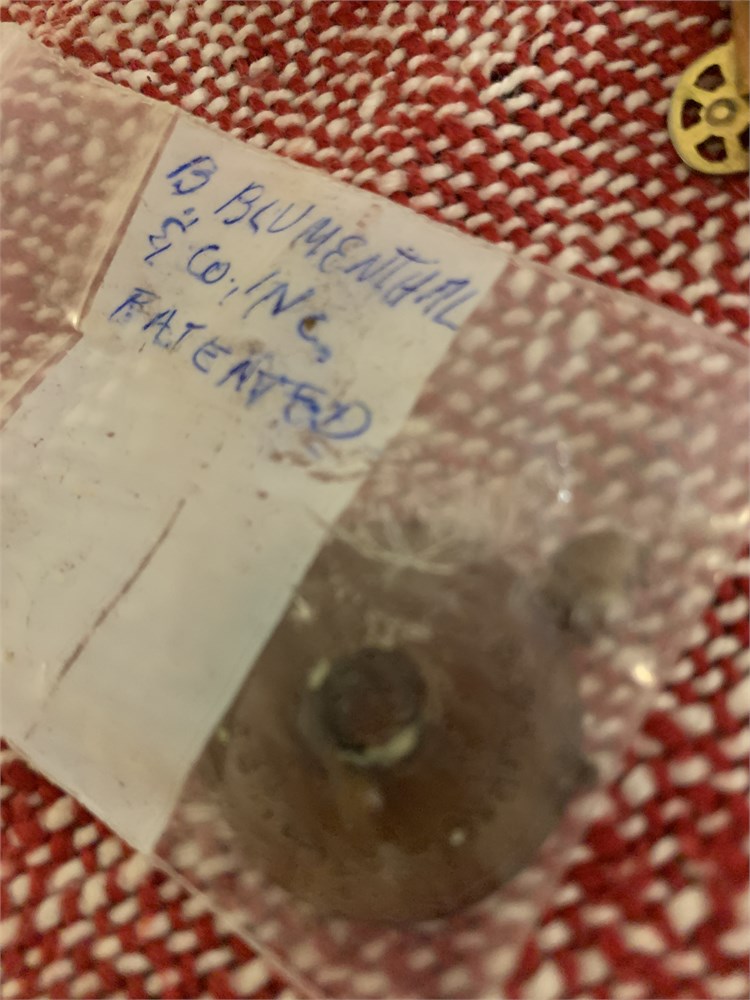 B. BLUMENTHAL
& CO., INC.
PATENTED